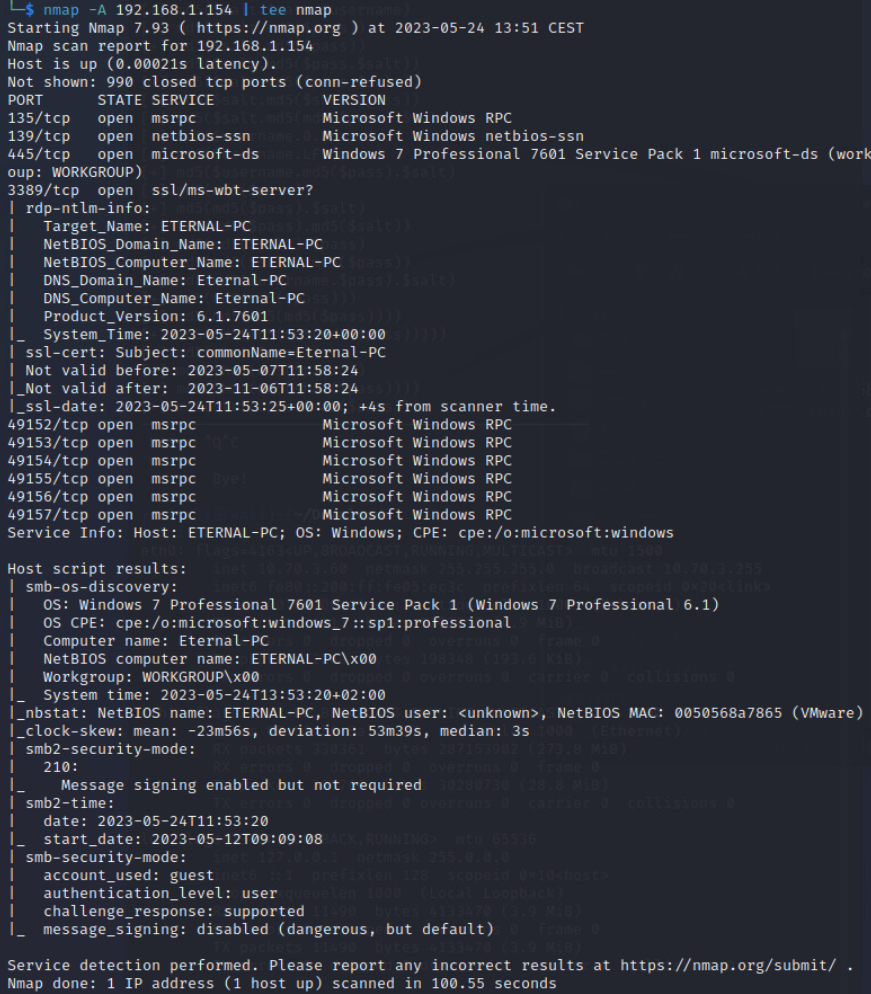 └─$ nmap -A 192.168.1.154 | tee nmap
Starting Nmap 7.93 ( https://nmap.org ) at 2023-05-24 13:51 CEST
Nmap scan report for 192.168.1.154
Host is up (0.00021s latency).
Not shown: 990 closed tcp ports (conn-refused)
PORT      STATE SERVICE            VERSION
135/tcp   open  msrpc              Microsoft Windows RPC
139/tcp   open  netbios-ssn        Microsoft Windows netbios-ssn
445/tcp   open  microsoft-ds       Windows 7 Professional 7601 Service Pack 1 microsoft-ds (work
oup: WORKGROUP)
3389/tcp  open  ssl/ms-wbt-server?
| rdp-ntlm-info:
|   Target_Name: ETERNAL-PC
|   NetBIOS_Domain_Name: ETERNAL-PC
|   NetBIOS_Computer_Name: ETERNAL-PC
|   DNS_Domain_Name: Eternal-PC
|   DNS_Computer_Name: Eternal-PC
|   Product_Version: 6.1.7601
|_  System_Time: 2023-05-24T11:53:20+00:00
| ssl-cert: Subject: commonName=Eternal-PC
| Not valid before: 2023-05-07T11:58:24
|_Not valid after:  2023-11-06T11:58:24
|_ssl-date: 2023-05-24T11:53:25+00:00; +4s from scanner time.
49152/tcp open  msrpc              Microsoft Windows RPC
49153/tcp open  msrpc              Microsoft Windows RPC
49154/tcp open  msrpc              Microsoft Windows RPC
49155/tcp open  msrpc              Microsoft Windows RPC
49156/tcp open  msrpc              Microsoft Windows RPC
49157/tcp open  msrpc              Microsoft Windows RPC
Service Info: Host: ETERNAL-PC; OS: Windows; CPE: cpe:/o:microsoft:windows
Host script results:
| smb-os-discovery:
|   OS: Windows 7 Professional 7601 Service Pack 1 (Windows 7 Professional 6.1)
|   OS CPE: cpe:/o:microsoft:windows_7::sp1:professional
|   Computer name: Eternal-PC
|   NetBIOS computer name: ETERNAL-PC\x00
|   Workgroup: WORKGROUP\x00
|_  System time: 2023-05-24T13:53:20+02:00
|_nbstat: NetBIOS name: ETERNAL-PC, NetBIOS user: <unknown>, NetBIOS MAC: 0050568a7865 (VMware)
|_clock-skew: mean: -23m56s, deviation: 53m39s, median: 3s
| smb2-security-mode:
|   210:
|_    Message signing enabled but not required
| smb2-time:
|   date: 2023-05-24T11:53:20
|_  start_date: 2023-05-12T09:09:08
| smb-security-mode:
|   account_used: guest
|   authentication_level: user
|   challenge_response: supported
|_  message_signing: disabled (dangerous, but default)
Service detection performed. Please report any incorrect results at https://nmap.org/submit/ .
Nmap done: 1 IP address (1 host up) scanned in 100.55 seconds